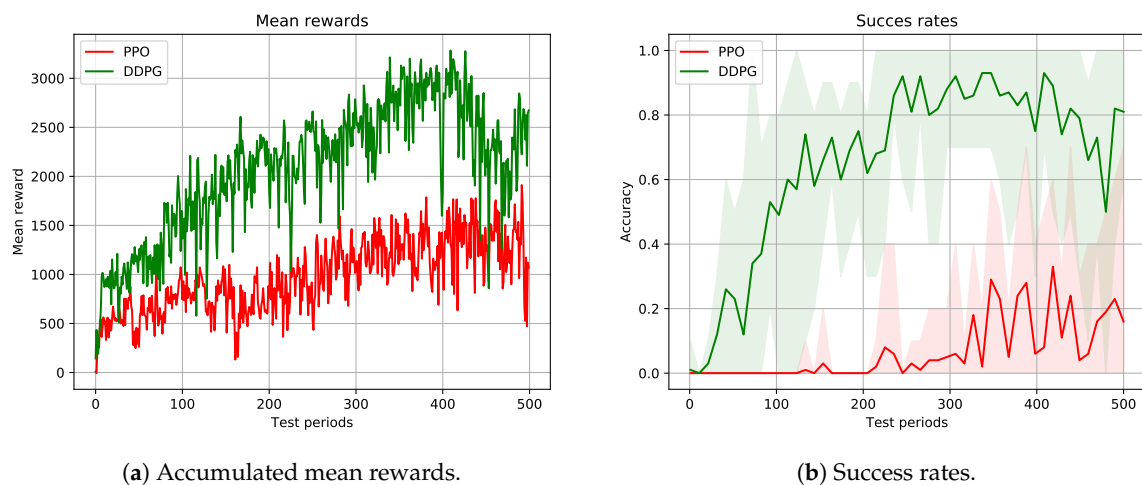 Mean rewards
PPO
DDPG
3000
2500
2000
1500
1000
500
0
Mean reward
0 100 200 300 400 500
Test periods
(a) Accumulated mean rewards.
Succes rates
PPO
DDPG
1.0
0.8
0.6
0.4
0.2
0.0
Accuracy
0 100 200 300 400 500
Test periods
(b) Success rates.